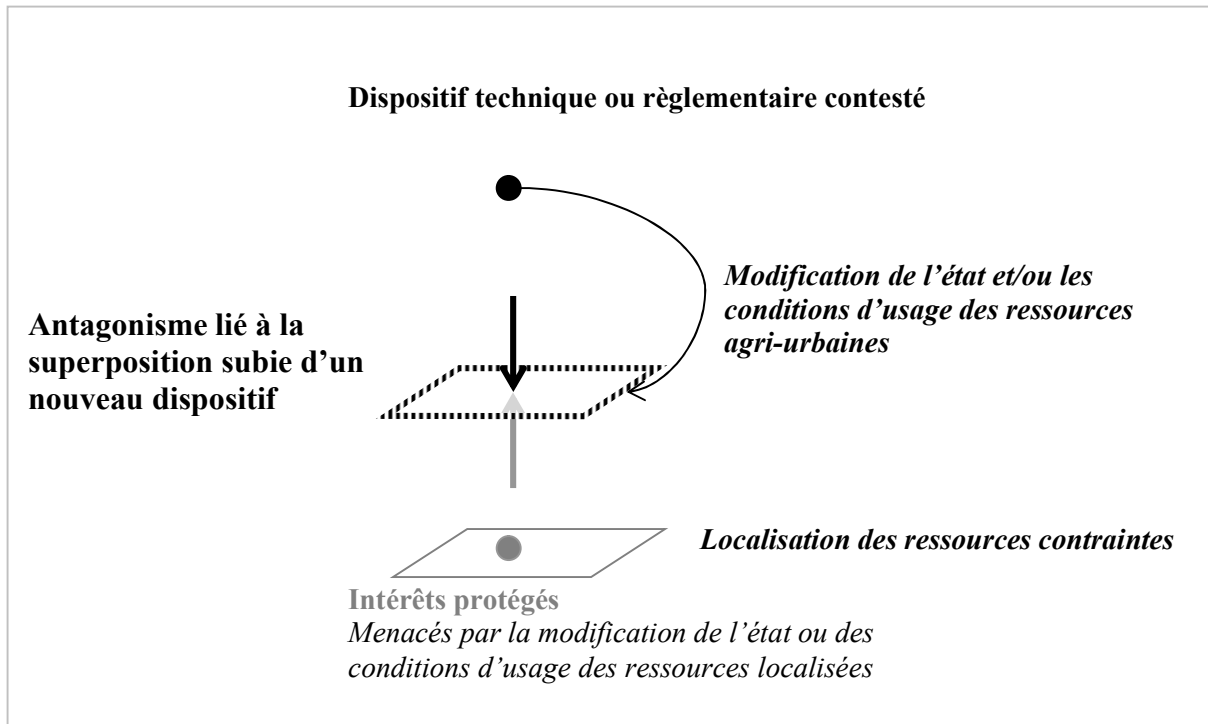 Dispositif technique ou règlementaire contesté
Modification de l'état et/ou les
conditions d'usage des ressources
agri-urbaines
Antagonisme lié à la
superposition subie d'un
nouveau dispositif
Localisation des ressources contraintes
Intérêts protégés
Menacés par la modification de l'état ou des
conditions d'usage des ressources localisées